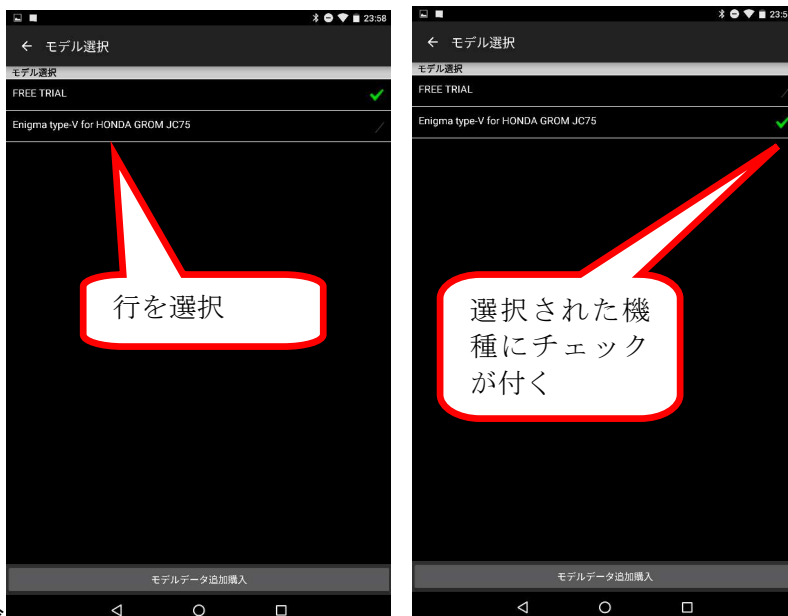 23:58
モデル選択
モデル選択
FREE TRIAL
Enigma type-V for HONDA GROM JC75
行を選択
モデルデータ追加購入
23:5
モデル選択
モデル選択
FREE TRIAL
Enigma type-V for HONDA GROM JC75
選択された機
種にチェック
が付く
モデルデータ追加購入